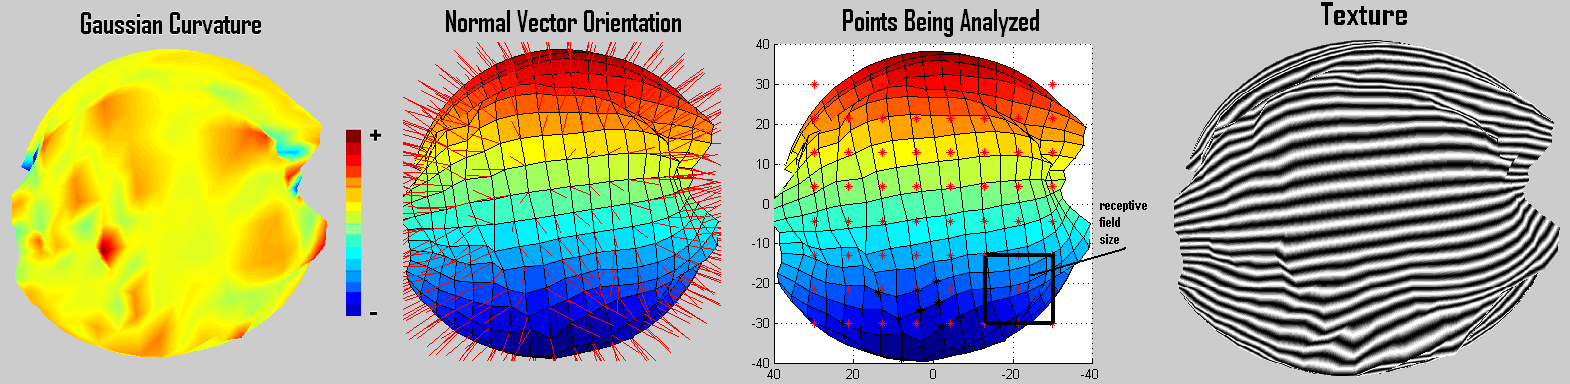 Gaussian Curvature
Normal Vector Orientation
Points Being Analyzed
Texture
+
-
40
30
20
10
0
-10
-20
-30
-40
40
20
0
-20
-40
receptive
field
size